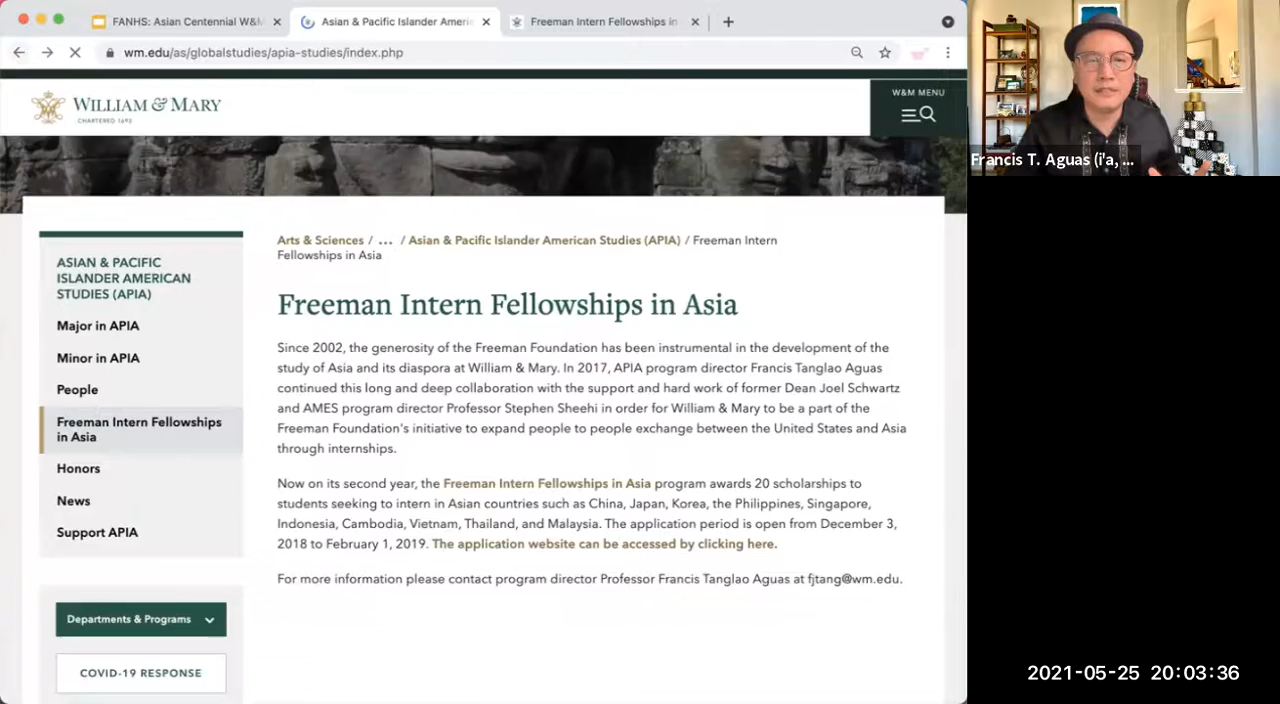 FANHS: Asian Centennial W&M
Asian & Pacific Islander Americ
Freeman Intern Fellowships in
wm.edu/as/globalstudies/apia-studies/index.php
WILLIAM & MARY
CHARTERED 1693
W&M MENU
Francis T. Aguas (i'a, ...
ASIAN & PACIFIC
ISLANDER AMERICAN
STUDIES (APIA)
Major in APIA
Minor in APIA
People
Freeman Intern Fellowships
in Asia
Honors
News
Support APIA
Departments & Programs
COVID-19 RESPONSE
Arts & Sciences / ... / Asian & Pacific Islander American Studies (APIA) / Freeman Intern
Fellowships in Asia
Freeman Intern Fellowships in Asia
Since 2002, the generosity of the Freeman Foundation has been instrumental in the development of the
study of Asia and its diaspora at William & Mary. In 2017, APIA program director Francis Tanglao Aguas
continued this long and deep collaboration with the support and hard work of former Dean Joel Schwartz
and AMES program director Professor Stephen Sheehi in order for William & Mary to be a part of the
Freeman Foundation's initiative to expand people to people exchange between the United States and Asia
through internships.
Now on its second year, the Freeman Intern Fellowships in Asia program awards 20 scholarships to
students seeking to intern in Asian countries such as China, Japan, Korea, the Philippines, Singapore,
Indonesia, Cambodia, Vietnam, Thailand, and Malaysia. The application period is open from December 3,
2018 to February 1, 2019. The application website can be accessed by clicking here.
For more information please contact program director Professor Francis Tanglao Aguas at fjtang@wm.edu.
2021-05-25 20:03:36